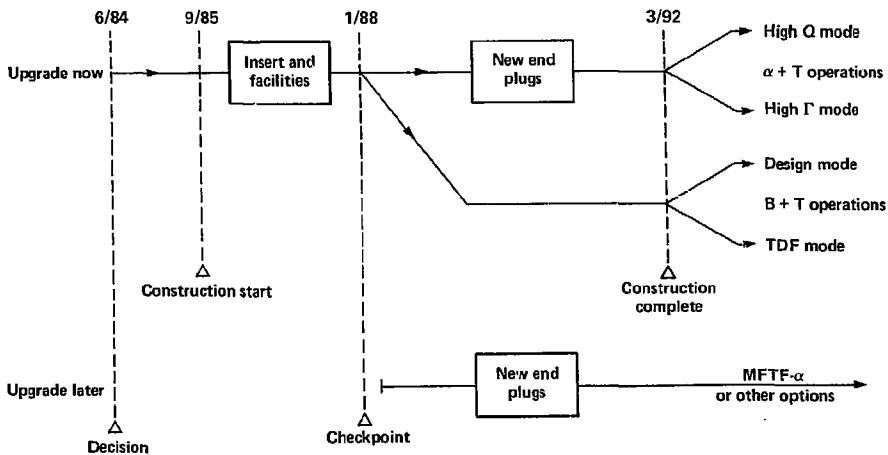 6/84
9/85
1/88
3/92
Upgrade now
Insert and
facilities
New end
plugs
High Q mode
α + T operations
High Γ mode
Design mode
B + T operations
TDF mode
Construction start
Construction
complete
Upgrade later
New end
plugs
MFTF-α
or other options
Decision
Checkpoint